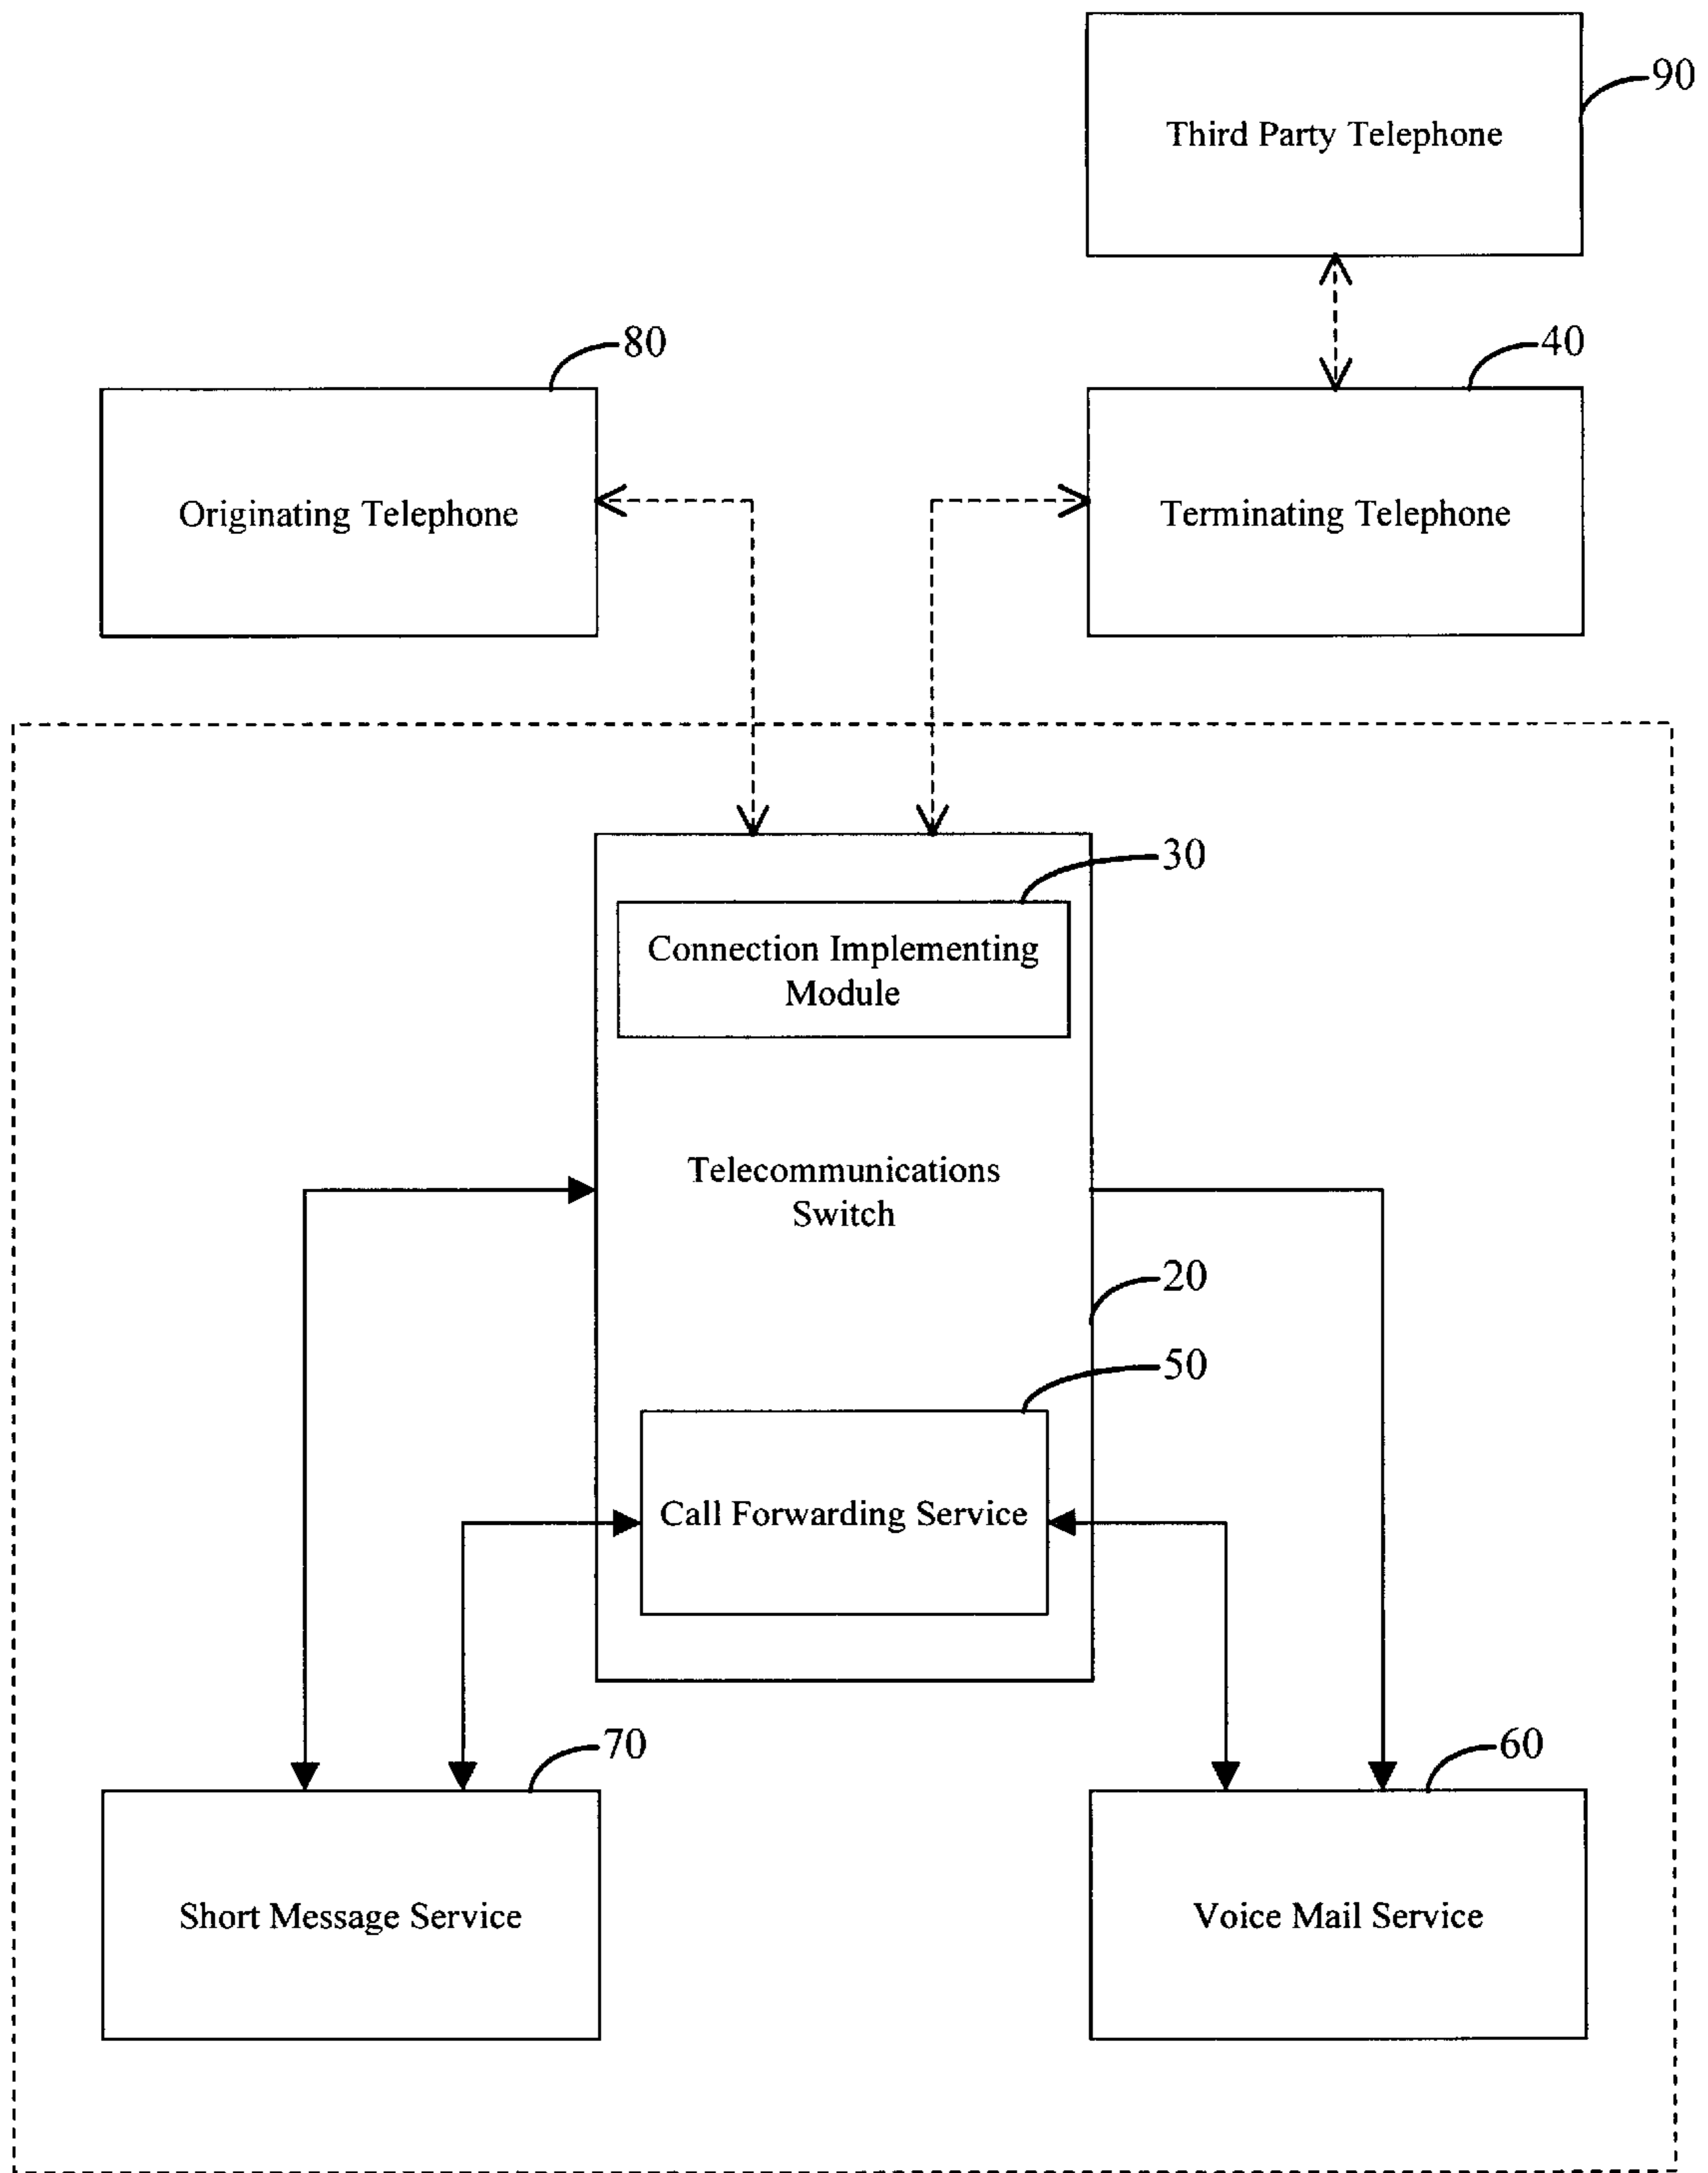 90
Third Party Telephone
80
40
Originating Telephone
Terminating Telephone
30
Connection Implementing
Module
Telecommunications
Switch
20
50
Call Forwarding Service
70
60
Short Message Service
Voice Mail Service